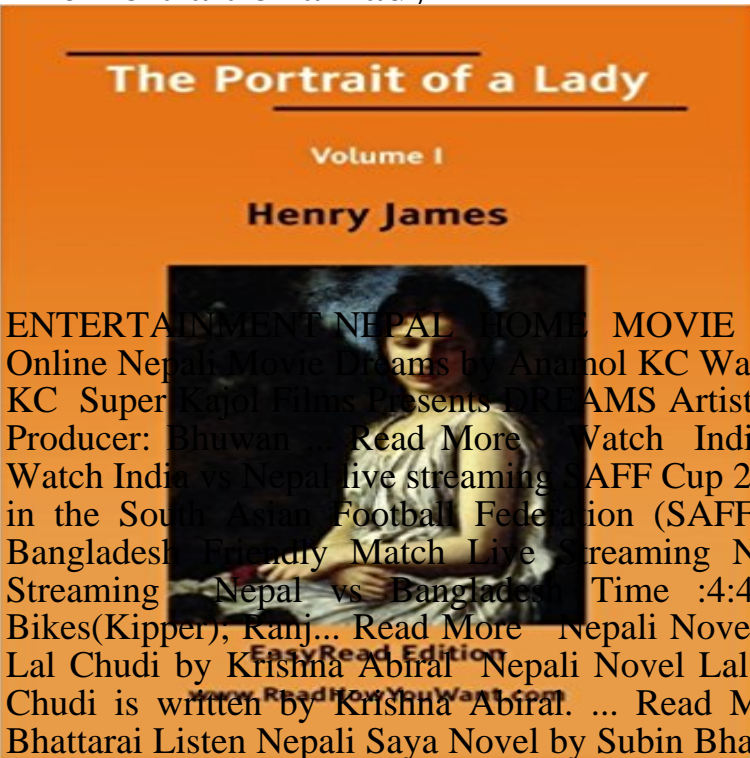 The Portrait of a Lady
Volume I
Henry James
ENTERTAINMENT NEPAL HOME MOVIE
Online Nepali Movie Dreams by Anamol KC Wa
KC Super Kajol Films Presents DREAMS Artist
Producer: Bhuwan ... Read More Watch Indi
Watch India vs Nepal live streaming SAFF Cup 2
in the South Asian Football Federation (SAFF
Bangladesh Friendly Match Live Streaming N
Streaming Nepal vs Bangladesh Time :4:4
Bikes(Kipper); Ranj... Read More Nepali Nove
EasyRead Edition
Lal Chudi by Krishna Abiral Nepali Novel Lal
www.ReadHowYouWant.com
Chudi is written by Krishna Abiral. ... Read M
Bhattarai Listen Nepali Saya Novel by Subin Bha